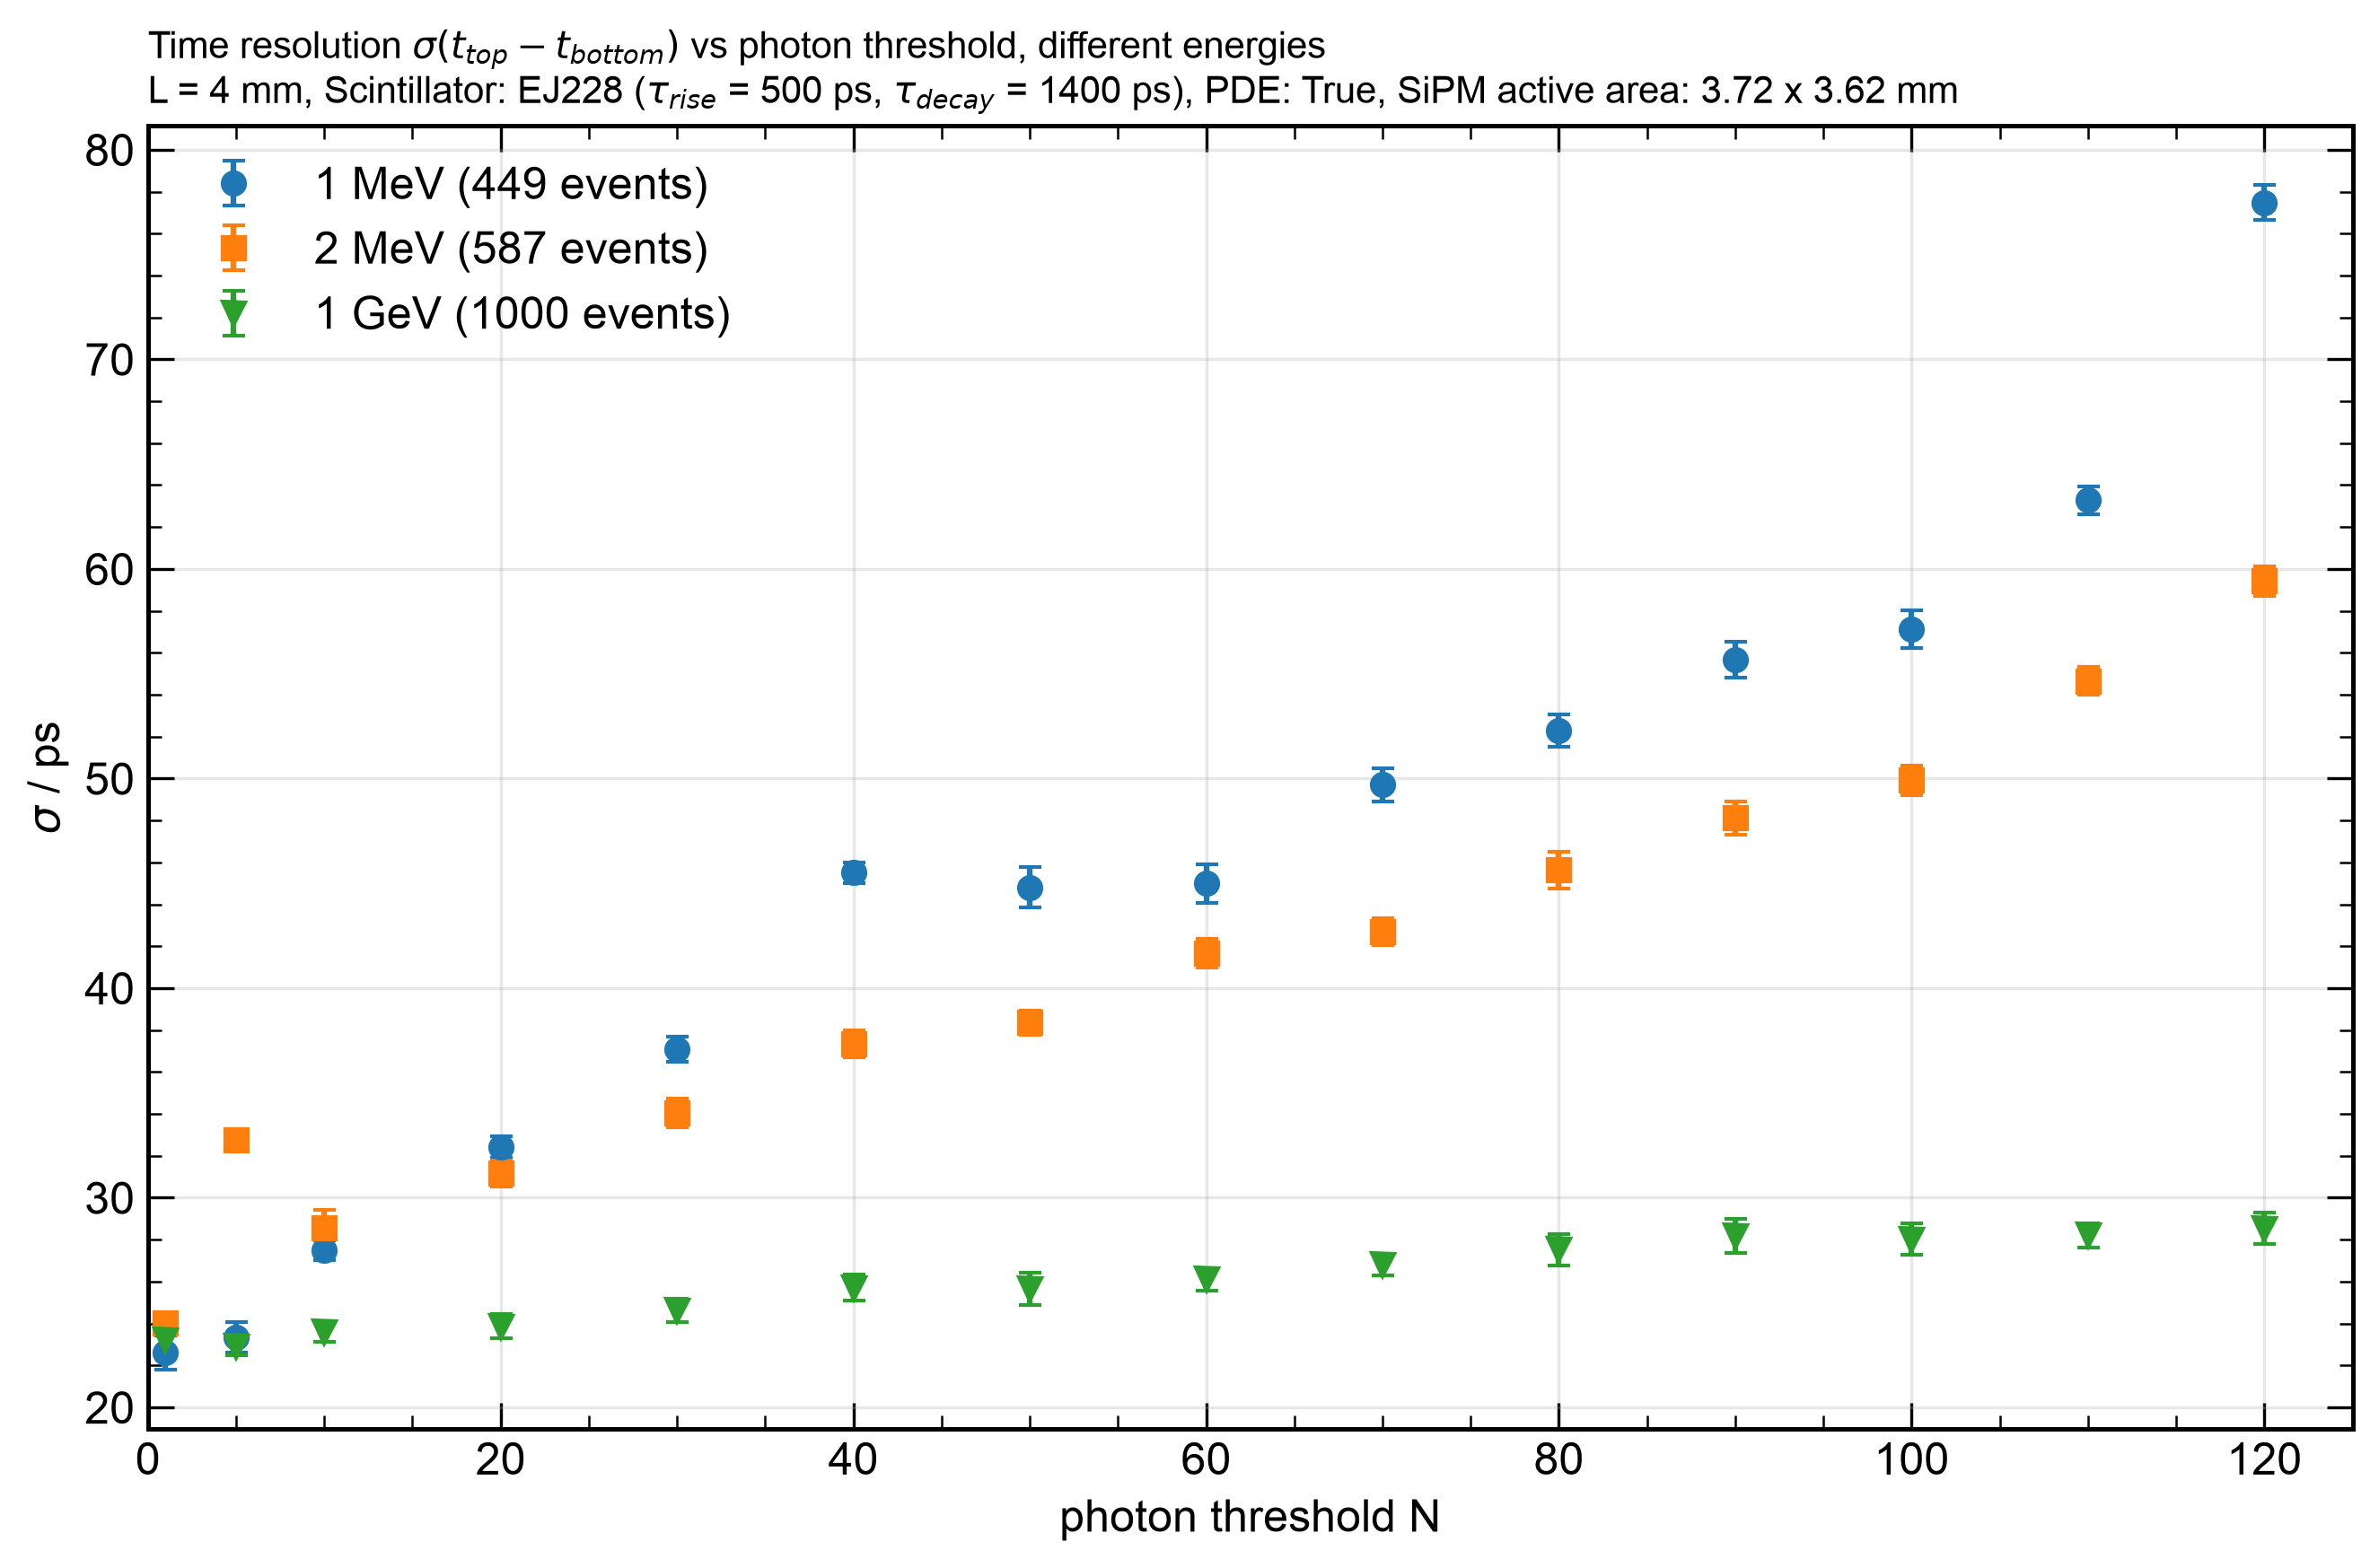 Time resolution σ(t_top − t_bottom) vs photon threshold, different energies
L = 4 mm, Scintillator: EJ228 (τ_rise = 500 ps, τ_decay = 1400 ps), PDE: True, SiPM active area: 3.72 x 3.62 mm
1 MeV (449 events)
2 MeV (587 events)
1 GeV (1000 events)
80
70
60
50
40
30
20
σ / ps
0 20 40 60 80 100 120
photon threshold N